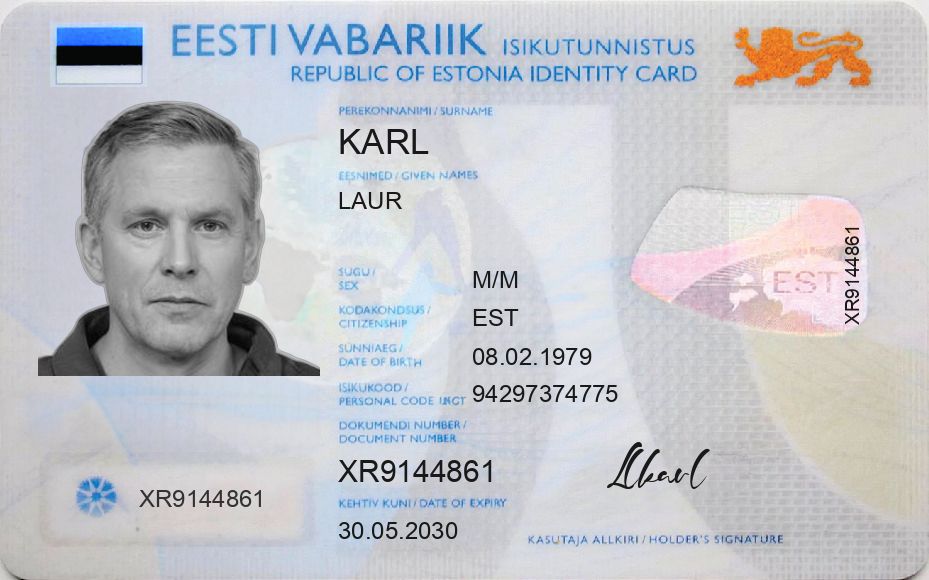 EESTI VABARIIK ISIKUTUNNISTUS
REPUBLIC OF ESTONIA IDENTITY CARD
PEREKONNANIMI / SURNAME
KARL
EESNIMED / GIVEN NAMES
LAUR
SUGU /
SEX
M/M
KODAKONDSUS /
CITIZENSHIP
EST
SÜNNIAEG /
DATE OF BIRTH
08.02.1979
ISIKUKOOD /
PERSONAL CODE
94297374775
DOKUMENDI NUMBER /
DOCUMENT NUMBER
XR9144861
KEHTIV KUNI / DATE OF EXPIRY
30.05.2030
XR9144861
EST
XR9144861
Lkarl
KASUTAJA ALLKIRI / HOLDER'S SIGNATURE